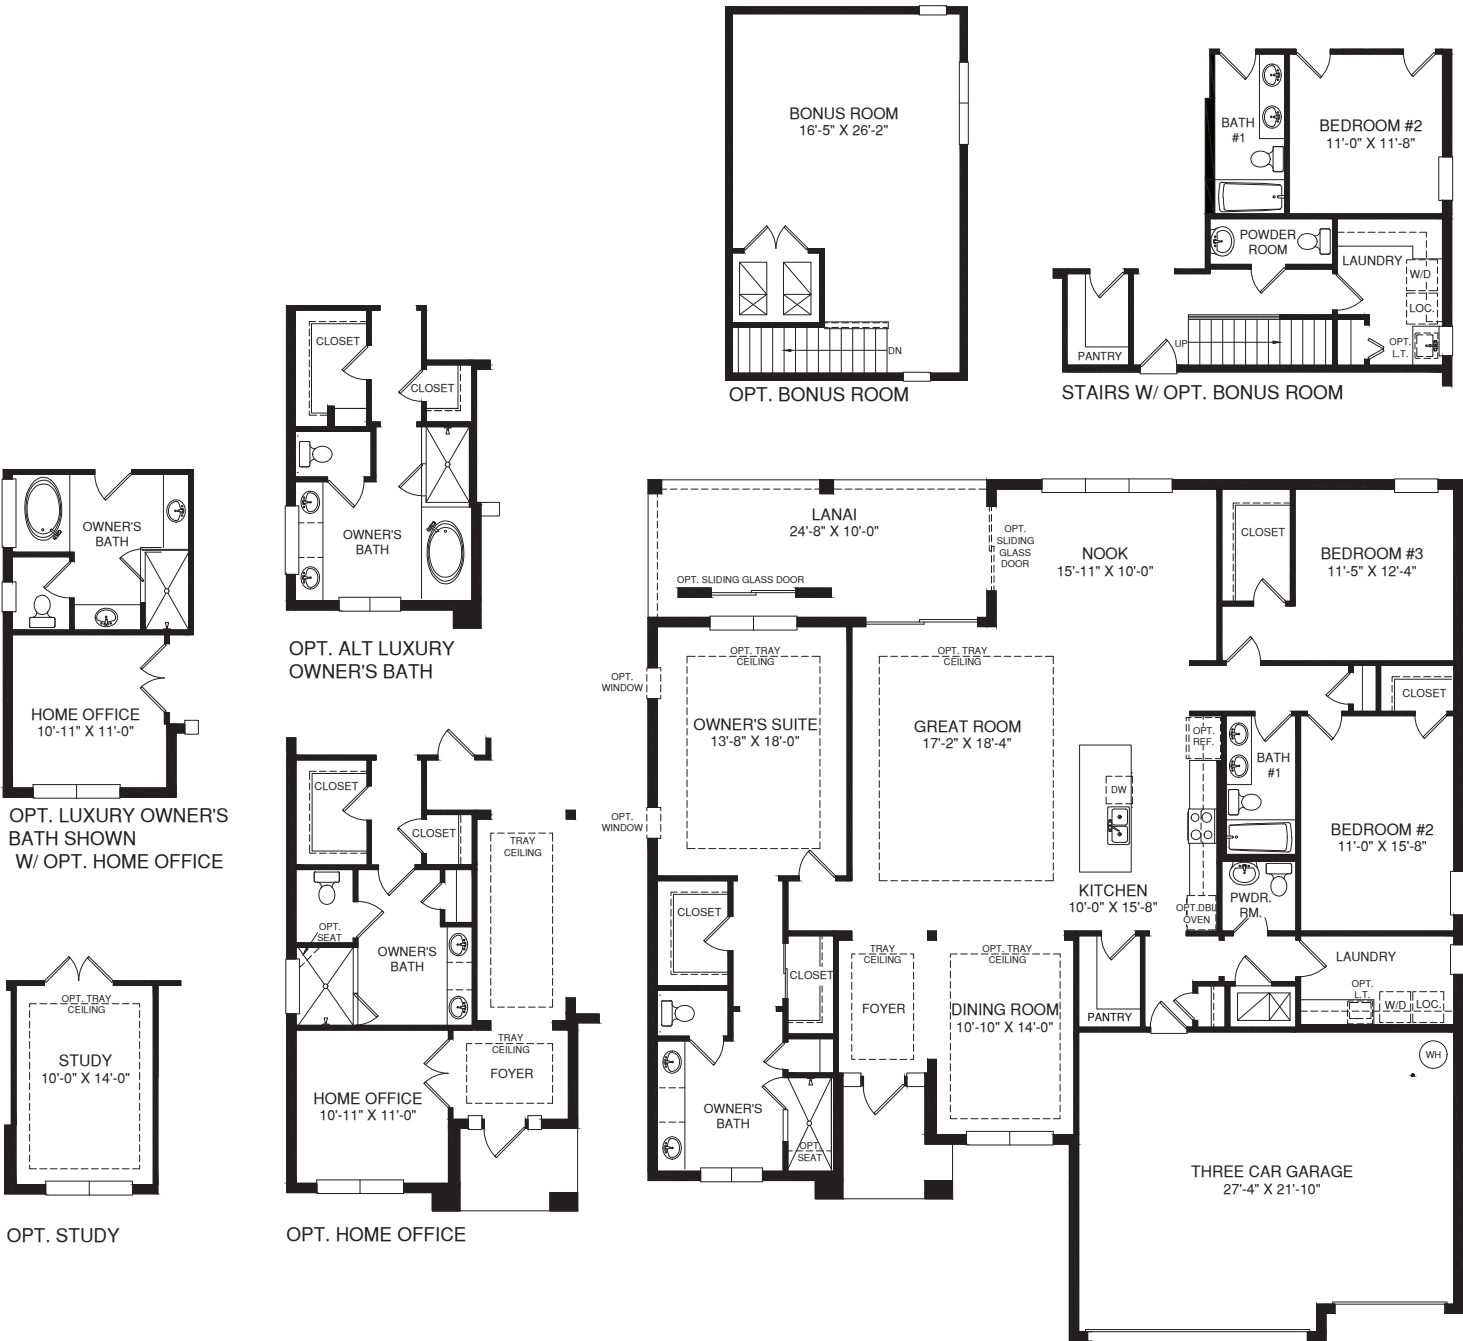 BONUS ROOM
16'-5" X 26'-2"
DN
OPT. BONUS ROOM
BATH
#1
BEDROOM #2
11'-0" X 11'-8"
POWDER
ROOM
LAUNDRY
W/D
LOC.
OPT.
L.T.
UP
PANTRY
STAIRS W/ OPT. BONUS ROOM
CLOSET
CLOSET
OWNER'S
BATH
OPT. ALT LUXURY
OWNER'S BATH
OWNER'S
BATH
HOME OFFICE
10'-11" X 11'-0"
OPT. LUXURY OWNER'S
BATH SHOWN
W/ OPT. HOME OFFICE
OPT. TRAY
CEILING
STUDY
10'-0" X 14'-0"
OPT. STUDY
CLOSET
CLOSET
TRAY
CEILING
OPT.
SEAT
OWNER'S
BATH
TRAY
CEILING
FOYER
HOME OFFICE
10'-11" X 11'-0"
OPT. HOME OFFICE
LANAI
24'-8" X 10'-0"
OPT. SLIDING GLASS DOOR
OPT.
SLIDING
GLASS
DOOR
NOOK
15'-11" X 10'-0"
CLOSET
BEDROOM #3
11'-5" X 12'-4"
OPT.
WINDOW
OPT. TRAY
CEILING
OWNER'S SUITE
13'-8" X 18'-0"
OPT.
WINDOW
OPT. TRAY
CEILING
GREAT ROOM
17'-2" X 18'-4"
CLOSET
OPT.
REF.
BATH
#1
DW
BEDROOM #2
11'-0" X 15'-8"
KITCHEN
10'-0" X 15'-8"
OPT.DBL
OVEN
PWDR.
RM.
CLOSET
CLOSET
TRAY
CEILING
FOYER
OPT. TRAY
CEILING
DINING ROOM
10'-10" X 14'-0"
PANTRY
LAUNDRY
OPT.
L.T.
W/D
LOC.
WH
OWNER'S
BATH
OPT.
SEAT
THREE CAR GARAGE
27'-4" X 21'-10"